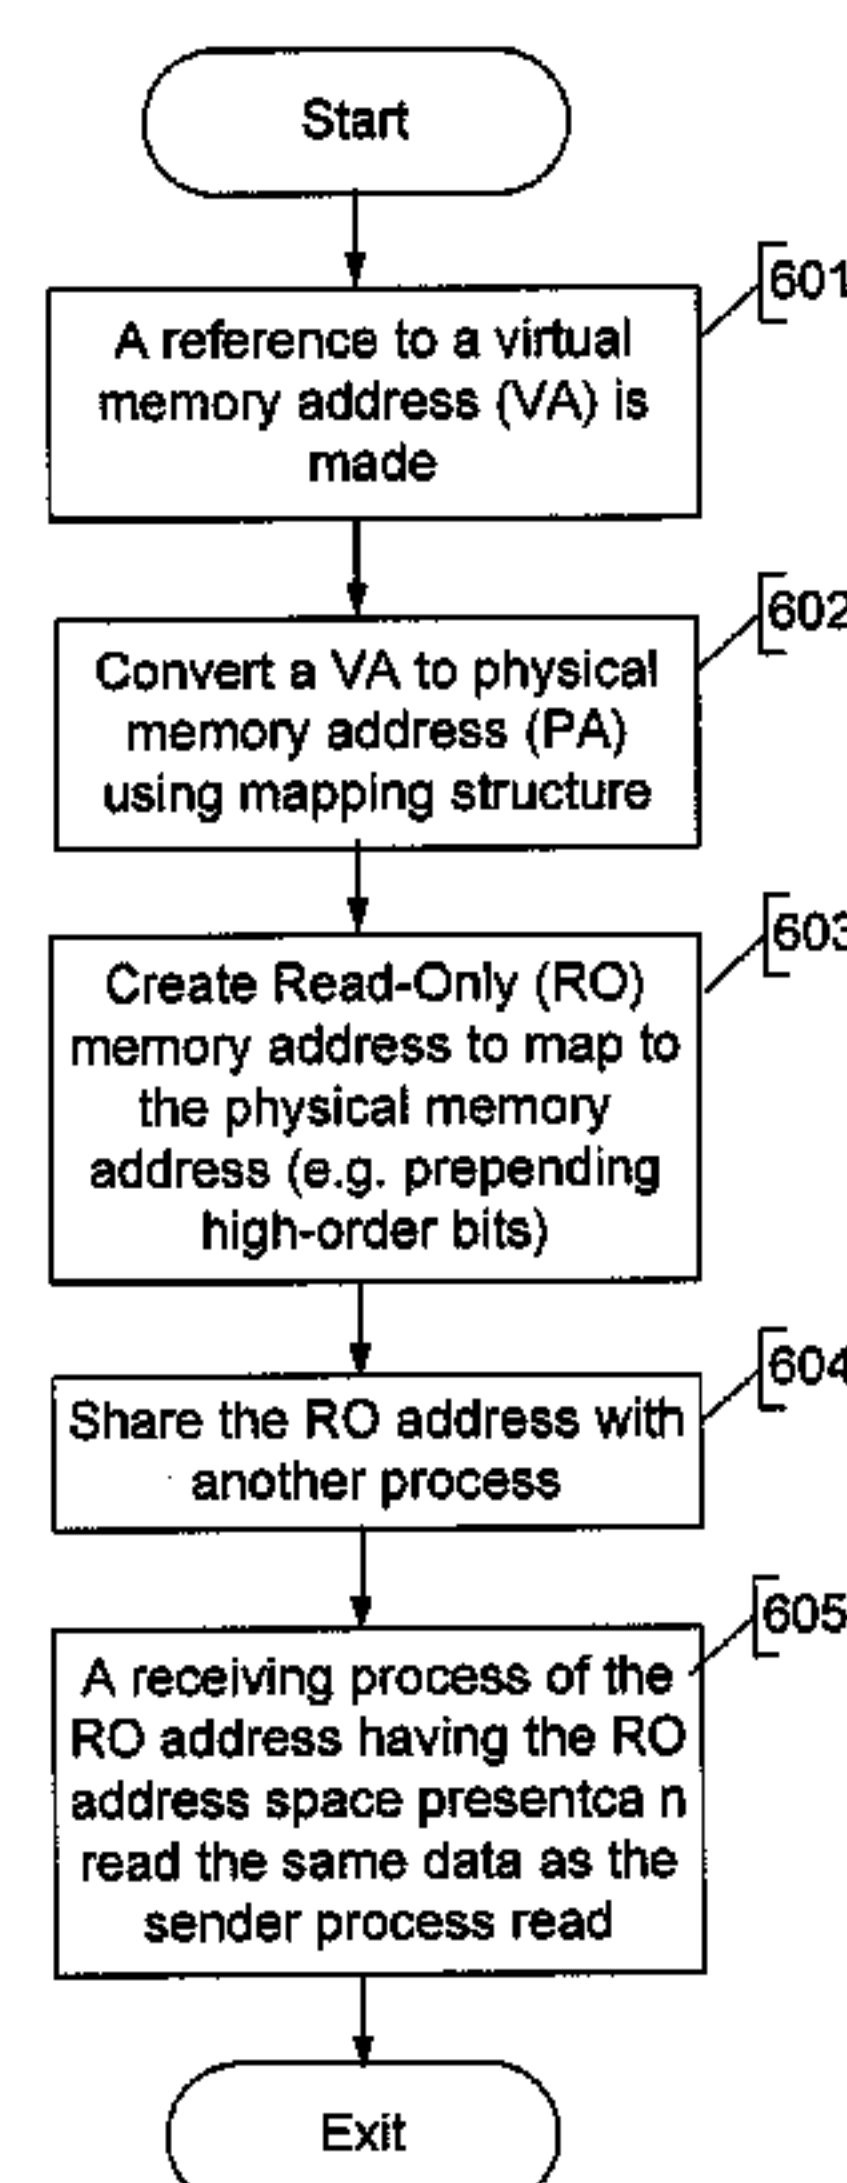 Start
601
A reference to a virtual
memory address (VA) is
made
602
Convert a VA to physical
memory address (PA)
using mapping structure
603
Create Read-Only (RO)
memory address to map to
the physical memory
address (e.g. prepending
high-order bits)
604
Share the RO address with
another process
605
A receiving process of the
RO address having the RO
address space presentca n
read the same data as the
sender process read
Exit